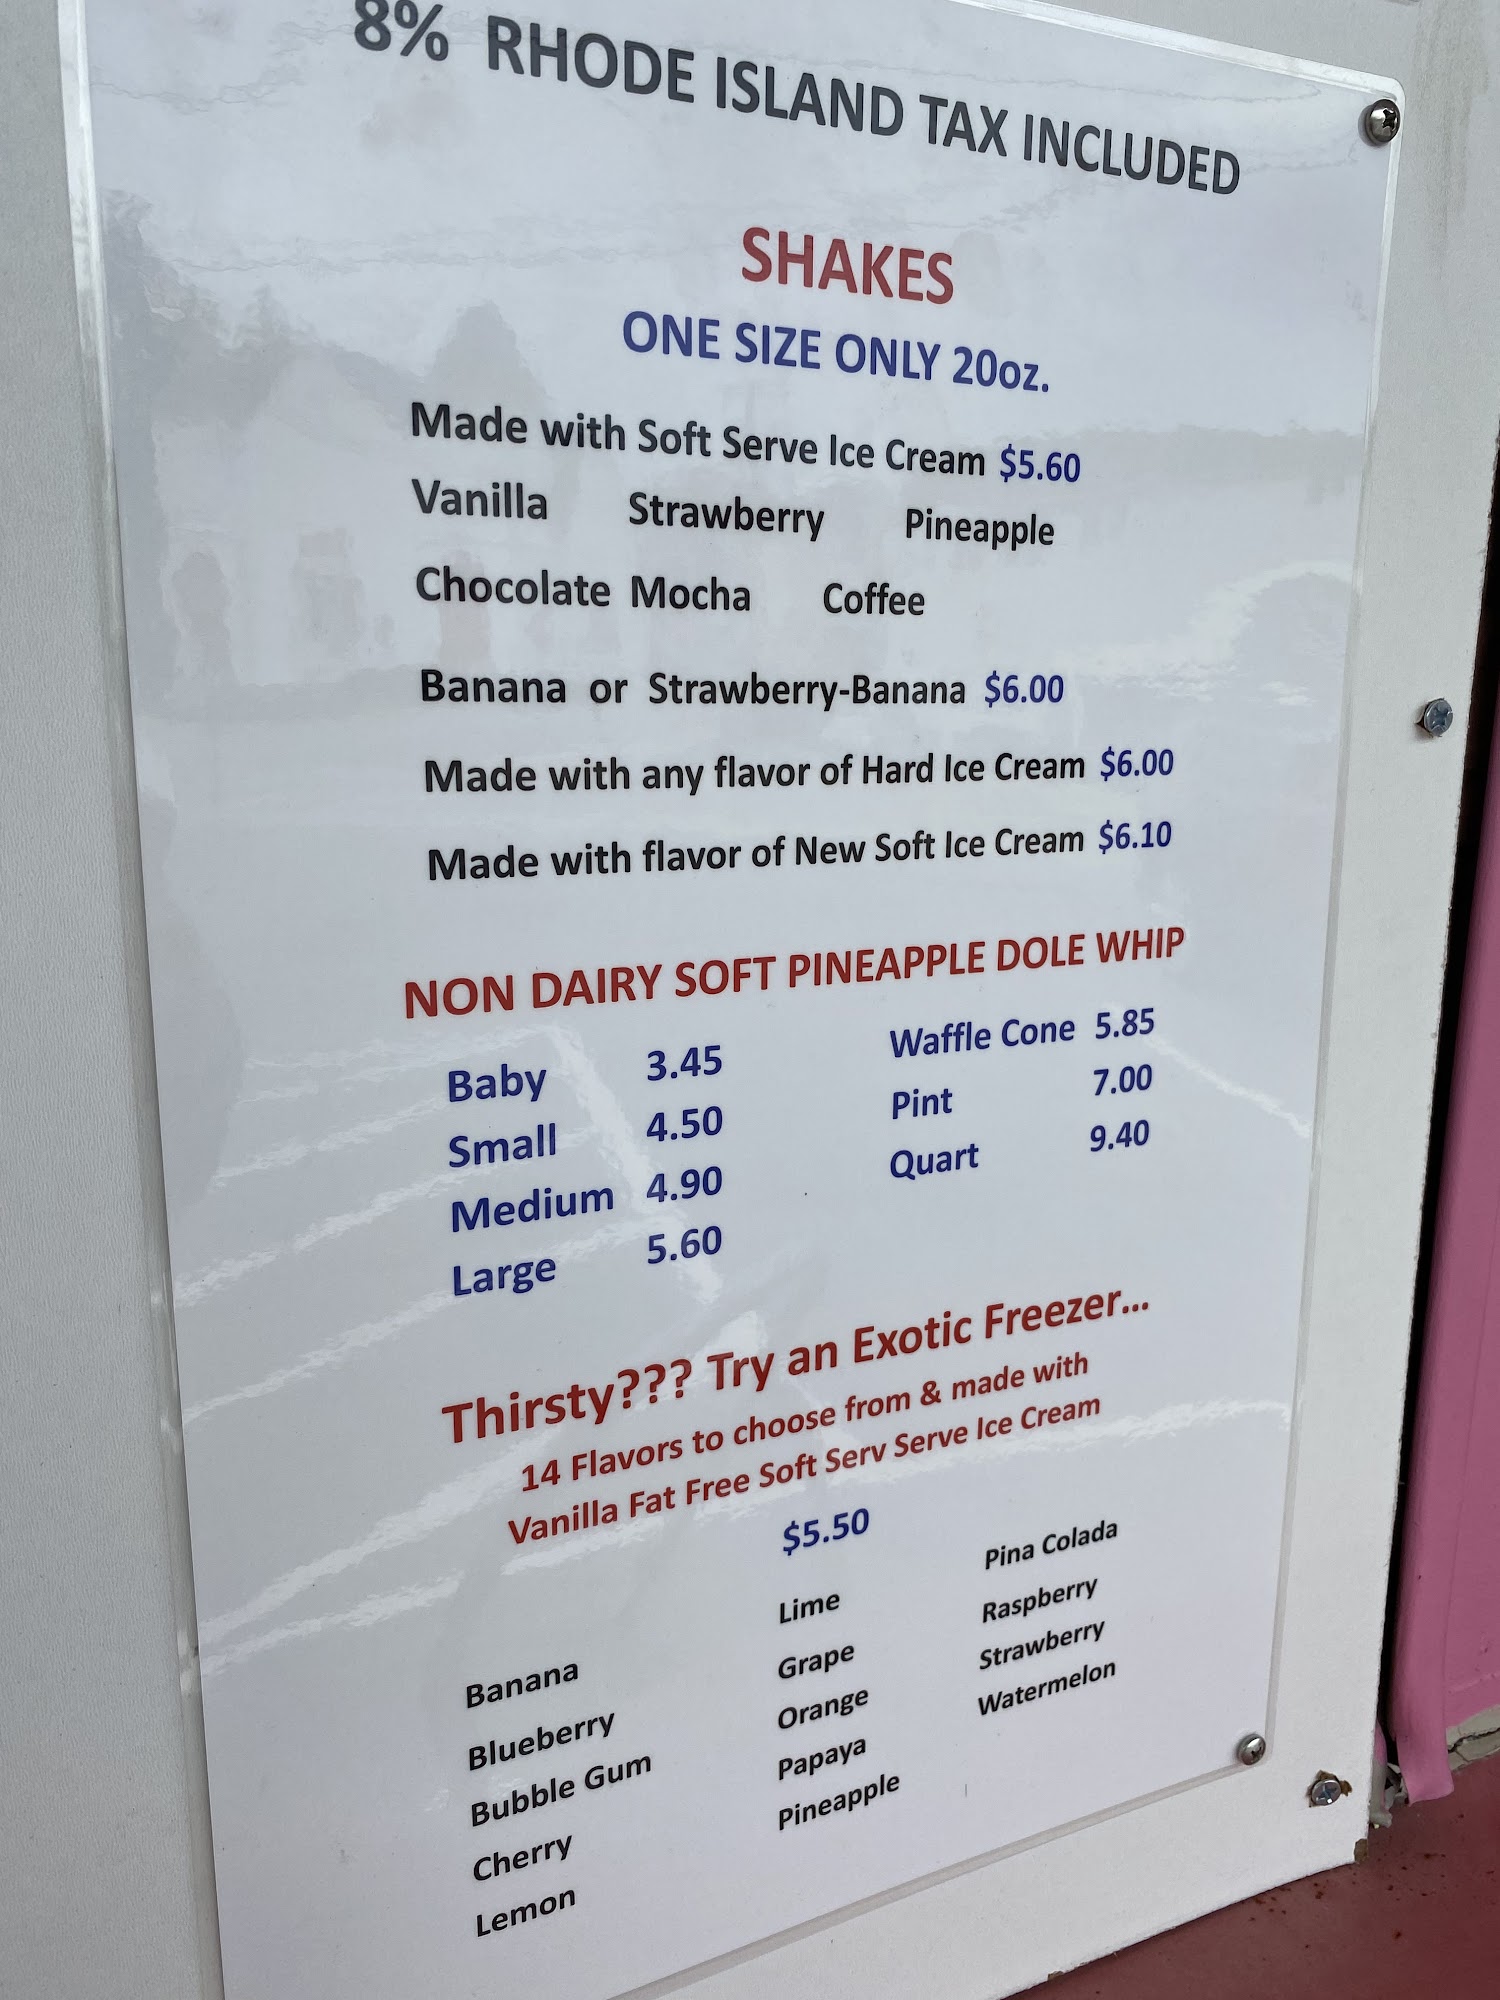 8% RHODE ISLAND TAX INCLUDED
SHAKES
ONE SIZE ONLY 20oz.
Made with Soft Serve Ice Cream $5.60
Vanilla Strawberry Pineapple
Chocolate Mocha Coffee
Banana or Strawberry-Banana $6.00
Made with any flavor of Hard Ice Cream $6.00
Made with flavor of New Soft Ice Cream $6.10
NON DAIRY SOFT PINEAPPLE DOLE WHIP
Baby 3.45
Small 4.50
Medium 4.90
Large 5.60
Waffle Cone 5.85
Pint 7.00
Quart 9.40
Thirsty??? Try an Exotic Freezer...
14 Flavors to choose from & made with
Vanilla Fat Free Soft Serv Serve Ice Cream
$5.50
Banana
Blueberry
Bubble Gum
Cherry
Lemon
Lime
Grape
Orange
Papaya
Pineapple
Pina Colada
Raspberry
Strawberry
Watermelon